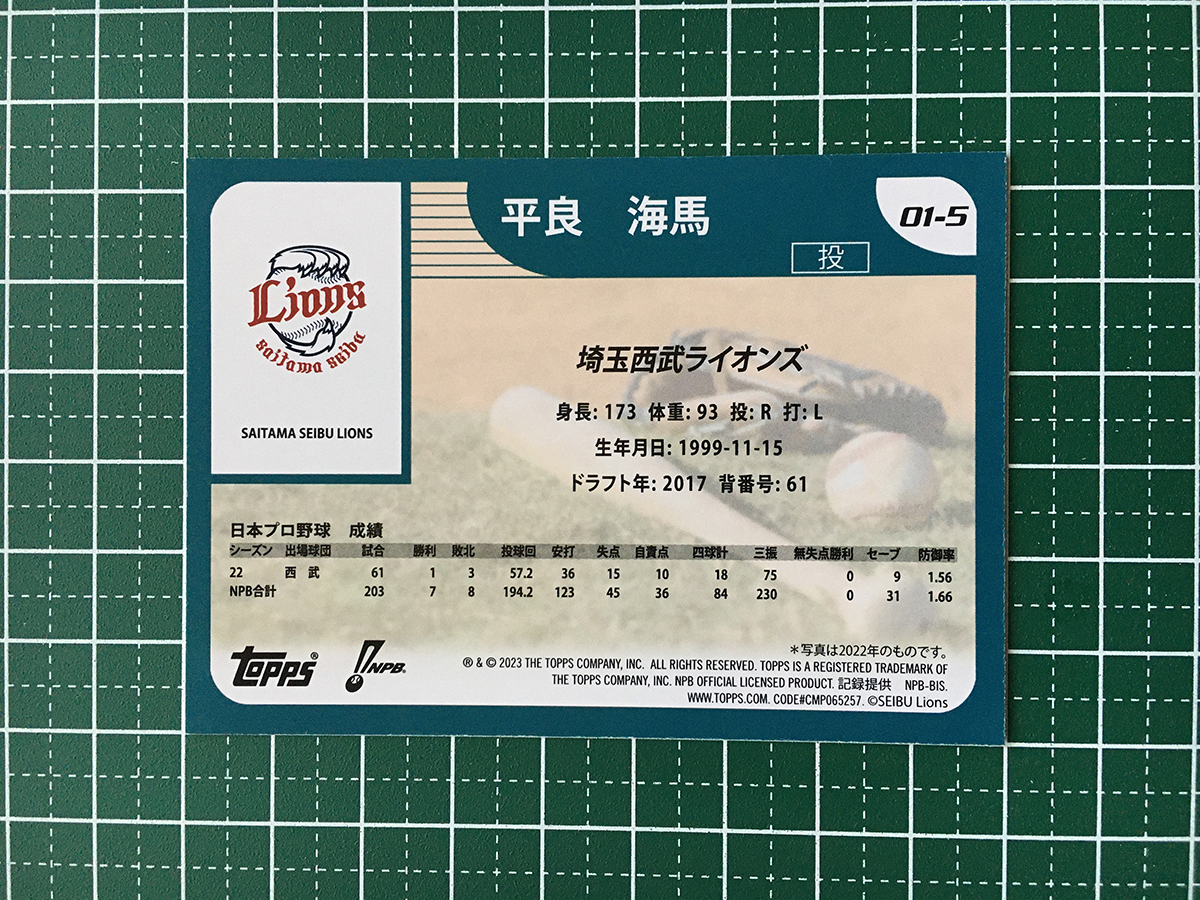 平良 海馬
投
01-5
Lions
saitama seibu
SAITAMA SEIBU LIONS
埼玉西武ライオンズ
身長: 173 体重: 93 投: R 打: L
生年月日: 1999-11-15
ドラフト年: 2017 背番号: 61
日本プロ野球 成績
シーズン 出場球団 試合 勝利 敗北 投球回 安打 失点 自責点 四球計 三振 無失点勝利 セーブ 防御率
22 西 武 61 1 3 57.2 36 15 10 18 75 0 9 1.56
NPB合計 203 7 8 194.2 123 45 36 84 230 0 31 1.66
*写真は2022年のものです。
TOPPS® NPB®
® & © 2023 THE TOPPS COMPANY, INC. ALL RIGHTS RESERVED. TOPPS IS A REGISTERED TRADEMARK OF
THE TOPPS COMPANY, INC. NPB OFFICIAL LICENSED PRODUCT. 記録提供 NPB-BIS.
WWW.TOPPS.COM. CODE#CMP065257. ©SEIBU Lions